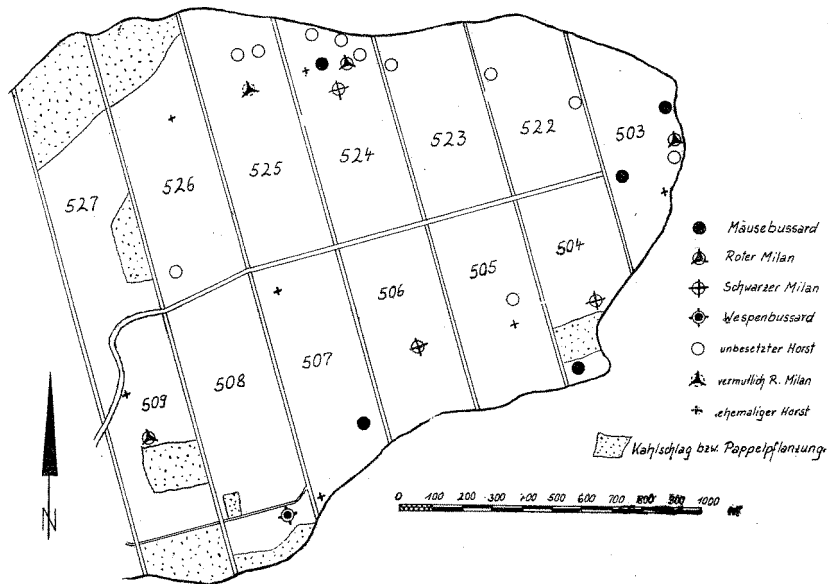 527
526
525
524
523
522
503
504
505
506
507
508
509
Mäusebussard
Roter Milan
Schwarzer Milan
Wespenbussard
unbesetzter Horst
vermutlich R. Milan
ehemaliger Horst
Kahlschlag bzw. Pappelpflanzung
0 100 200 300 400 500 600 700 800 900 1000
N